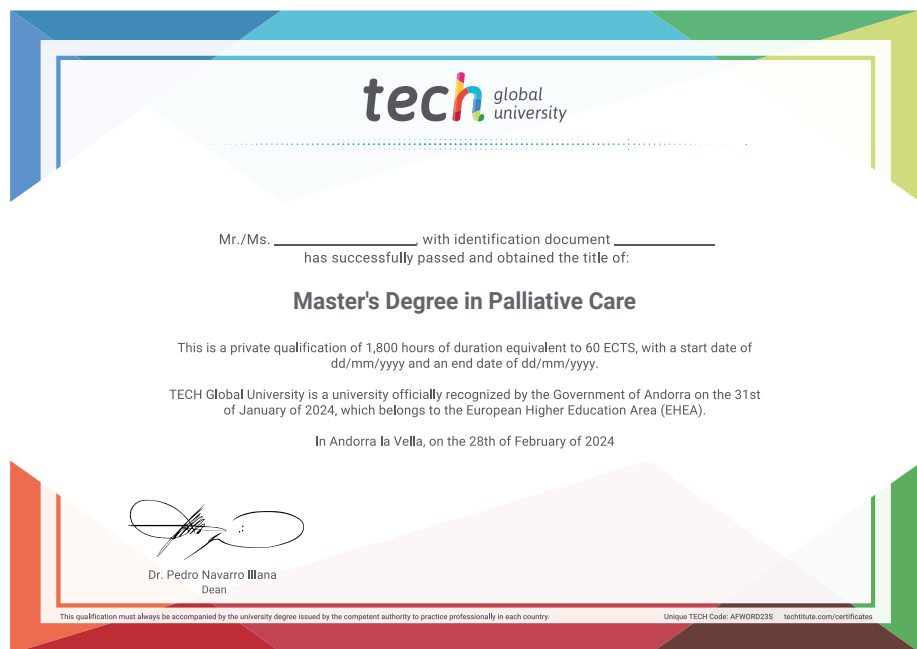 tech global
university
Mr./Ms. ____________, with identification document ____________
has successfully passed and obtained the title of:
Master's Degree in Palliative Care
This is a private qualification of 1,800 hours of duration equivalent to 60 ECTS, with a start date of
dd/mm/yyyy and an end date of dd/mm/yyyy.
TECH Global University is a university officially recognized by the Government of Andorra on the 31st
of January of 2024, which belongs to the European Higher Education Area (EHEA).
In Andorra la Vella, on the 28th of February of 2024
Dr. Pedro Navarro Illana
Dean
This qualification must always be accompanied by the university degree issued by the competent authority to practice professionally in each country.
Unique TECH Code: AFWORD23S techtitute.com/certificates